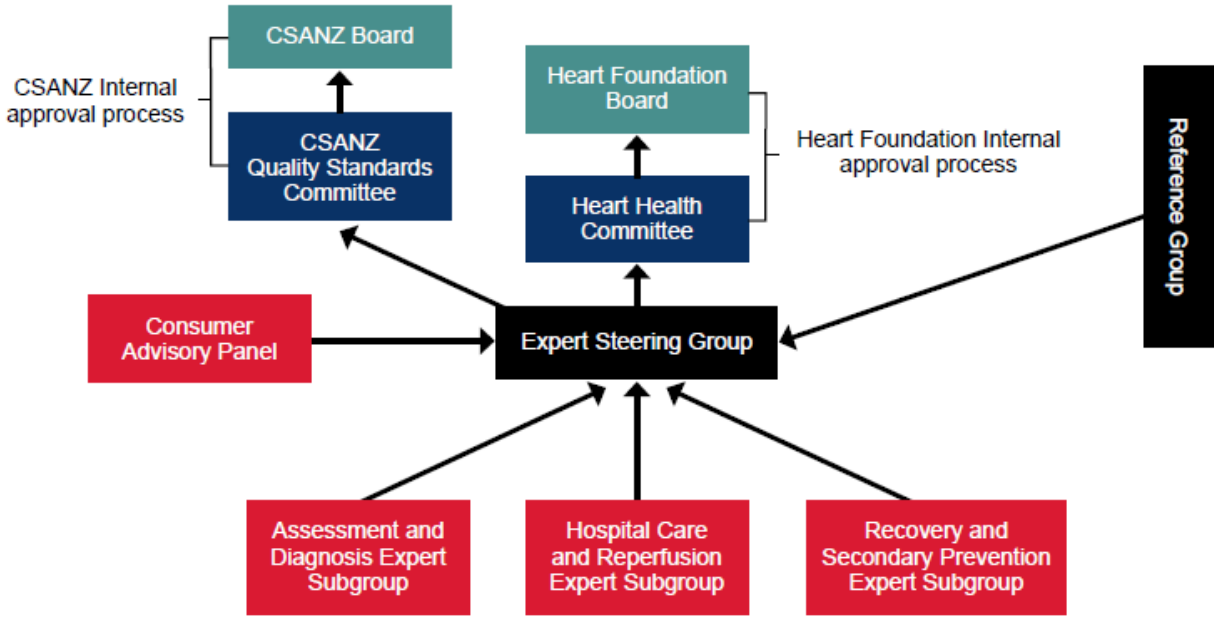 CSANZ Board
CSANZ Internal
approval process
CSANZ
Quality Standards
Committee
Heart Foundation
Board
Heart Foundation Internal
approval process
Heart Health
Committee
Reference Group
Consumer
Advisory Panel
Expert Steering Group
Assessment and
Diagnosis Expert
Subgroup
Hospital Care
and Reperfusion
Expert Subgroup
Recovery and
Secondary Prevention
Expert Subgroup